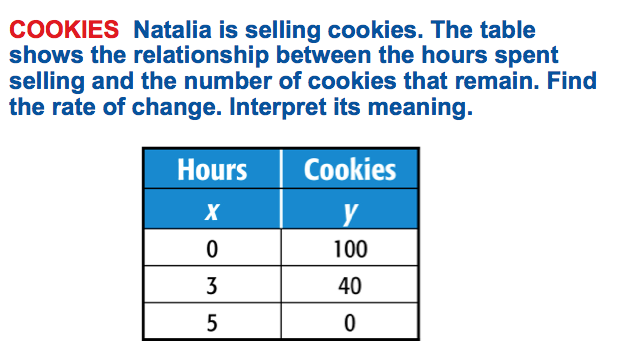 COOKIES Natalia is selling cookies. The table
shows the relationship between the hours spent
selling and the number of cookies that remain. Find
the rate of change. Interpret its meaning.
Hours Cookies
x y
0 100
3 40
5 0